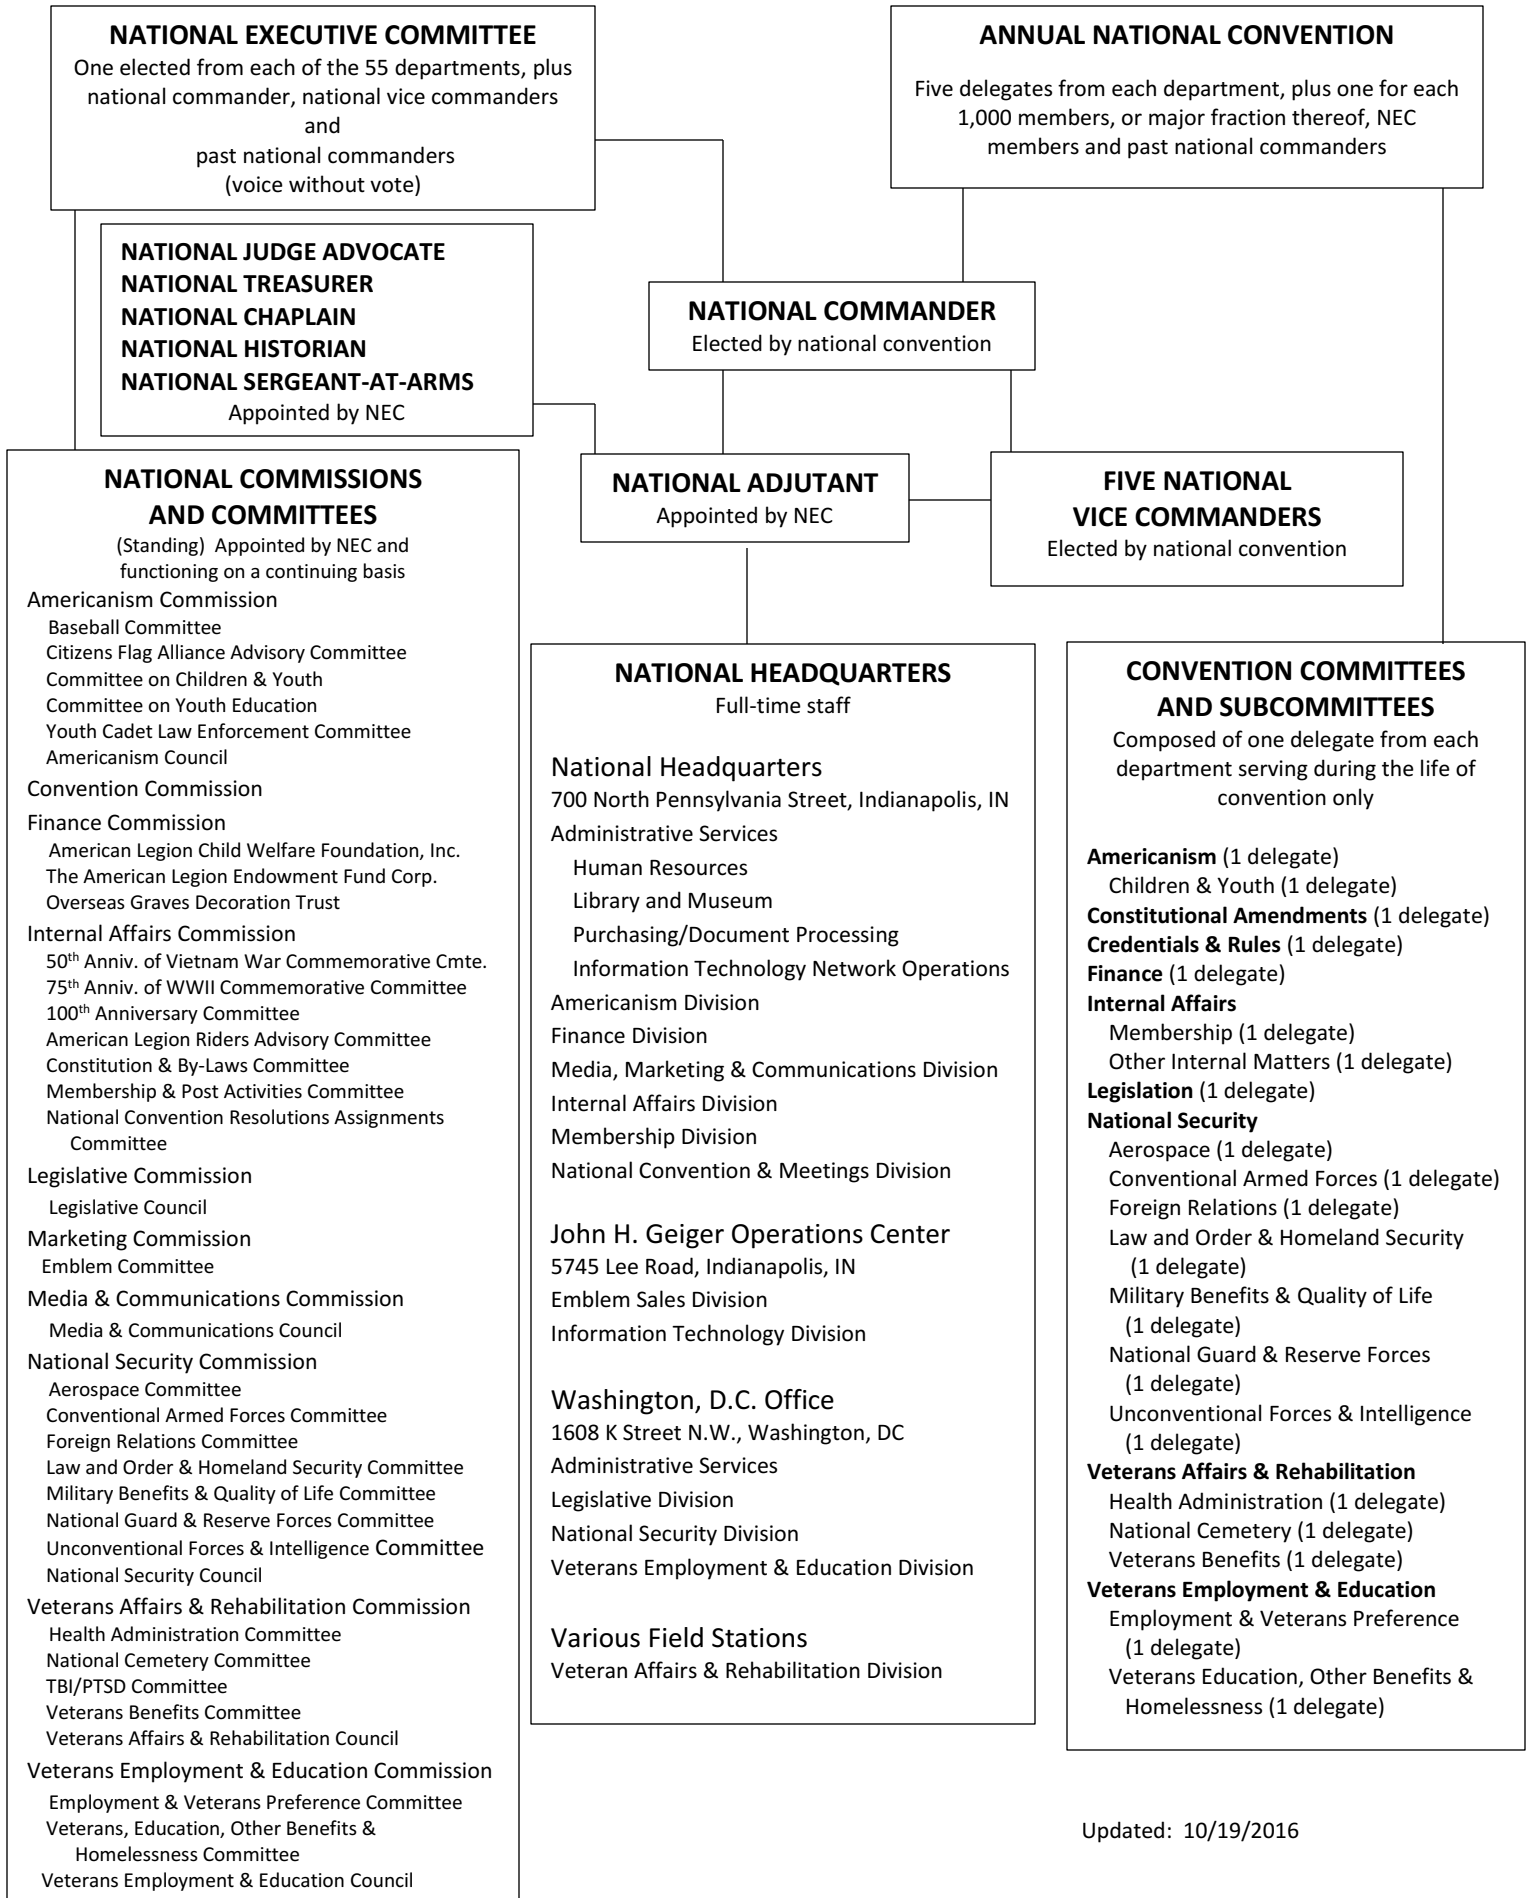 NATIONAL EXECUTIVE COMMITTEE
One elected from each of the 55 departments, plus
national commander, national vice commanders
and
past national commanders
(voice without vote)
ANNUAL NATIONAL CONVENTION
Five delegates from each department, plus one for each
1,000 members, or major fraction thereof, NEC
members and past national commanders
NATIONAL JUDGE ADVOCATE
NATIONAL TREASURER
NATIONAL CHAPLAIN
NATIONAL HISTORIAN
NATIONAL SERGEANT-AT-ARMS
Appointed by NEC
NATIONAL COMMANDER
Elected by national convention
NATIONAL ADJUTANT
Appointed by NEC
FIVE NATIONAL
VICE COMMANDERS
Elected by national convention
NATIONAL COMMISSIONS
AND COMMITTEES
(Standing) Appointed by NEC and
functioning on a continuing basis
Americanism Commission
Baseball Committee
Citizens Flag Alliance Advisory Committee
Committee on Children & Youth
Committee on Youth Education
Youth Cadet Law Enforcement Committee
Americanism Council
Convention Commission
Finance Commission
American Legion Child Welfare Foundation, Inc.
The American Legion Endowment Fund Corp.
Overseas Graves Decoration Trust
Internal Affairs Commission
50th Anniv. of Vietnam War Commemorative Cmte.
75th Anniv. of WWII Commemorative Committee
100th Anniversary Committee
American Legion Riders Advisory Committee
Constitution & By-Laws Committee
Membership & Post Activities Committee
National Convention Resolutions Assignments
Committee
Legislative Commission
Legislative Council
Marketing Commission
Emblem Committee
Media & Communications Commission
Media & Communications Council
National Security Commission
Aerospace Committee
Conventional Armed Forces Committee
Foreign Relations Committee
Law and Order & Homeland Security Committee
Military Benefits & Quality of Life Committee
National Guard & Reserve Forces Committee
Unconventional Forces & Intelligence Committee
National Security Council
Veterans Affairs & Rehabilitation Commission
Health Administration Committee
National Cemetery Committee
TBI/PTSD Committee
Veterans Benefits Committee
Veterans Affairs & Rehabilitation Council
Veterans Employment & Education Commission
Employment & Veterans Preference Committee
Veterans, Education, Other Benefits &
Homelessness Committee
Veterans Employment & Education Council
NATIONAL HEADQUARTERS
Full-time staff
National Headquarters
700 North Pennsylvania Street, Indianapolis, IN
Administrative Services
Human Resources
Library and Museum
Purchasing/Document Processing
Information Technology Network Operations
Americanism Division
Finance Division
Media, Marketing & Communications Division
Internal Affairs Division
Membership Division
National Convention & Meetings Division
John H. Geiger Operations Center
5745 Lee Road, Indianapolis, IN
Emblem Sales Division
Information Technology Division
Washington, D.C. Office
1608 K Street N.W., Washington, DC
Administrative Services
Legislative Division
National Security Division
Veterans Employment & Education Division
Various Field Stations
Veteran Affairs & Rehabilitation Division
CONVENTION COMMITTEES
AND SUBCOMMITTEES
Composed of one delegate from each
department serving during the life of
convention only
Americanism (1 delegate)
Children & Youth (1 delegate)
Constitutional Amendments (1 delegate)
Credentials & Rules (1 delegate)
Finance (1 delegate)
Internal Affairs
Membership (1 delegate)
Other Internal Matters (1 delegate)
Legislation (1 delegate)
National Security
Aerospace (1 delegate)
Conventional Armed Forces (1 delegate)
Foreign Relations (1 delegate)
Law and Order & Homeland Security
(1 delegate)
Military Benefits & Quality of Life
(1 delegate)
National Guard & Reserve Forces
(1 delegate)
Unconventional Forces & Intelligence
(1 delegate)
Veterans Affairs & Rehabilitation
Health Administration (1 delegate)
National Cemetery (1 delegate)
Veterans Benefits (1 delegate)
Veterans Employment & Education
Employment & Veterans Preference
(1 delegate)
Veterans Education, Other Benefits &
Homelessness (1 delegate)
Updated: 10/19/2016